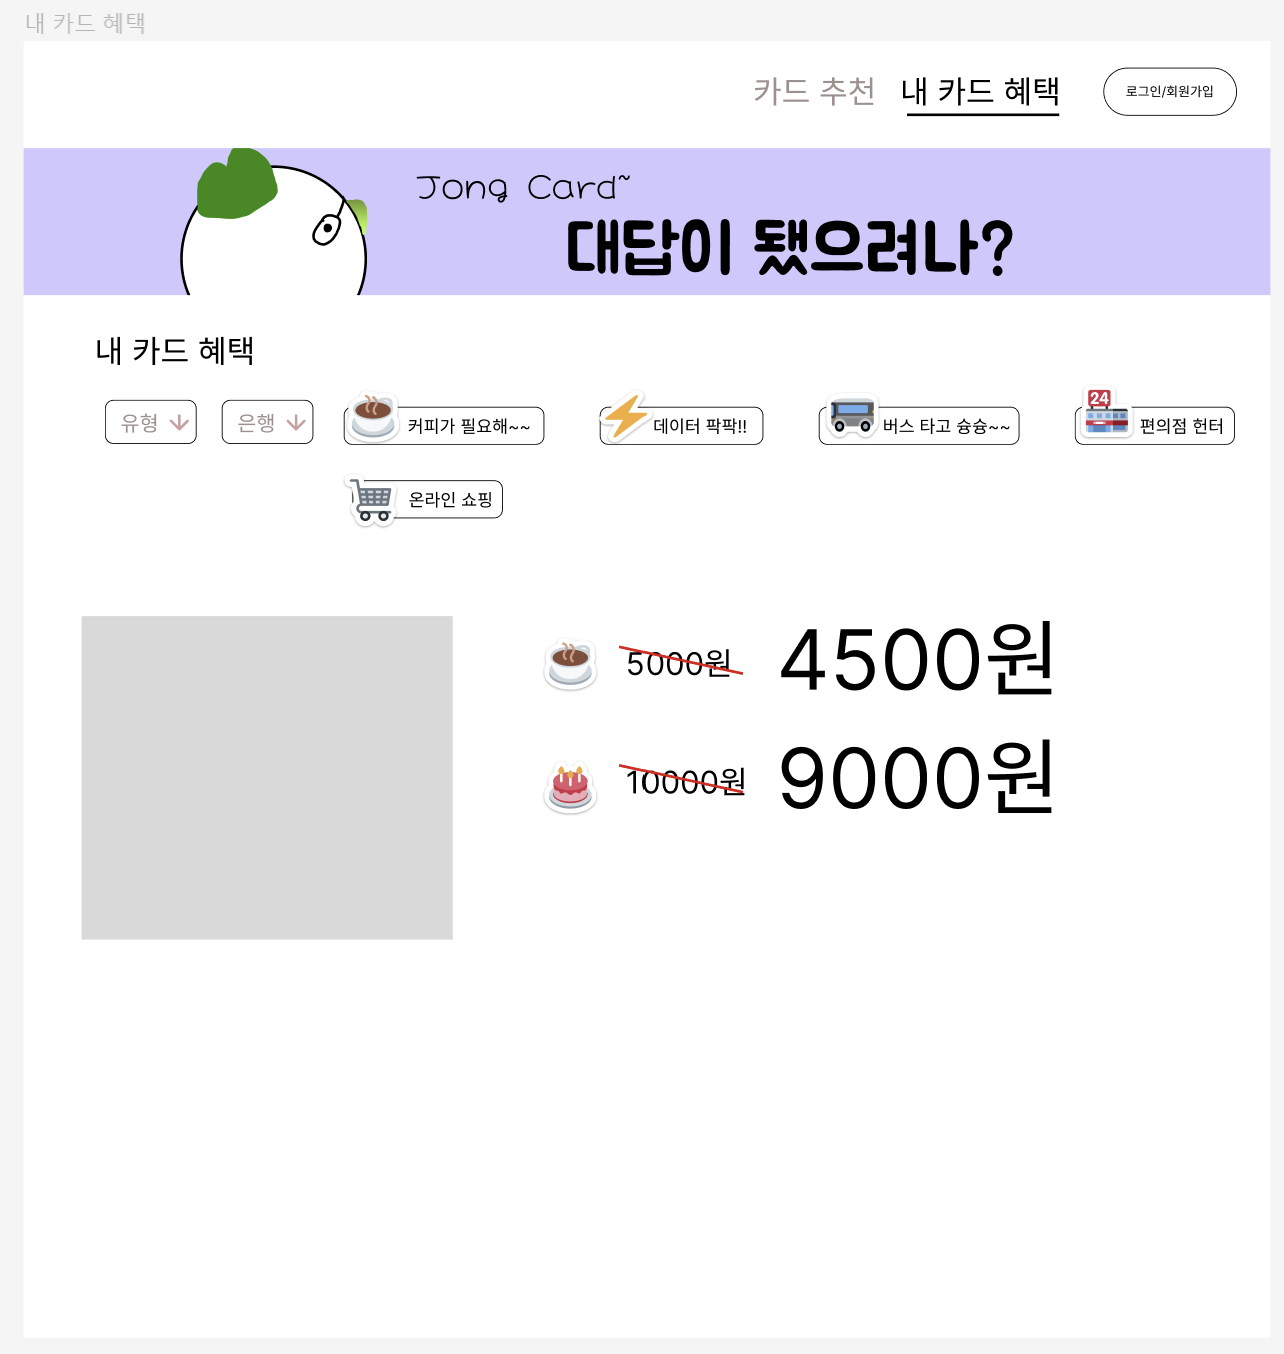 내 카드 혜택
카드 추천 내 카드 혜택 로그인/회원가입
Jong Card~
대답이 됐으려나?
내 카드 혜택
유형 은행 커피가 필요해~~ 데이터 팍팍!! 버스 타고 슝슝~~ 24 편의점 헌터
온라인 쇼핑
5000원 4500원
10000원 9000원